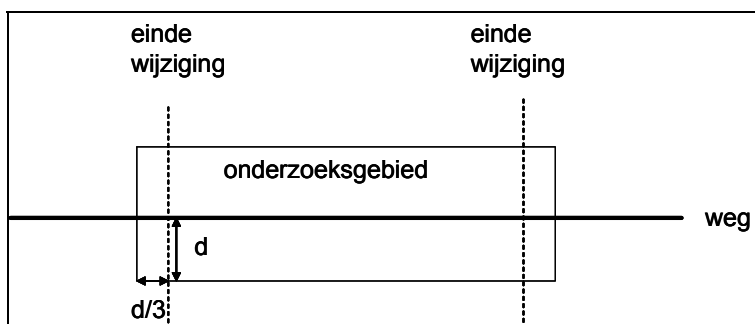 einde
wijziging
einde
wijziging
onderzoeksgebied
weg
d
d/3